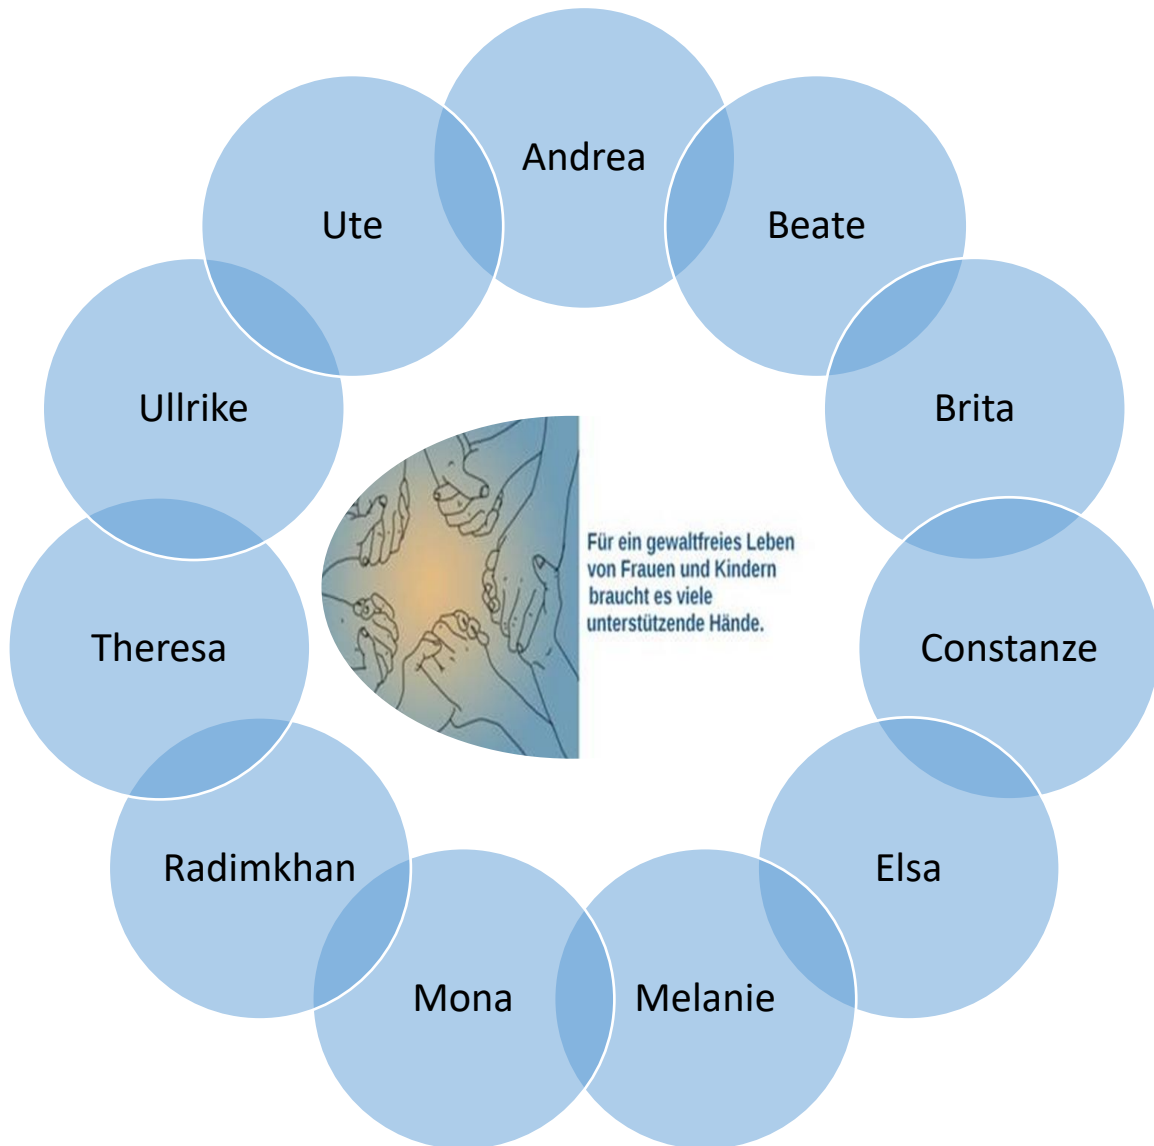 Andrea
Beate
Brita
Constanze
Elsa
Melanie
Mona
Radimkhan
Theresa
Ullrike
Ute
Für ein gewaltfreies Leben
von Frauen und Kindern
braucht es viele
unterstützende Hände.